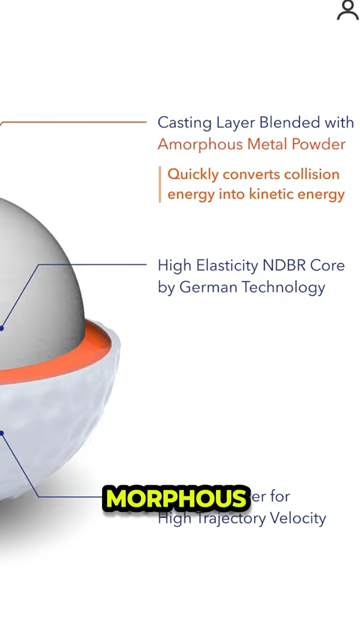 Casting Layer Blended with
Amorphous Metal Powder
Quickly converts collision
energy into kinetic energy
High Elasticity NDBR Core
by German Technology
MORPHOUS
for
High Trajectory Velocity